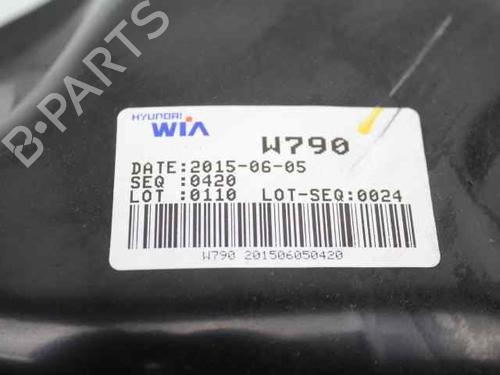 B-PARTS
HYUNDAI
WIA W790
DATE:2015-06-05
SEQ :0420
LOT :0110 LOT-SEQ:0024
W790 201506050420